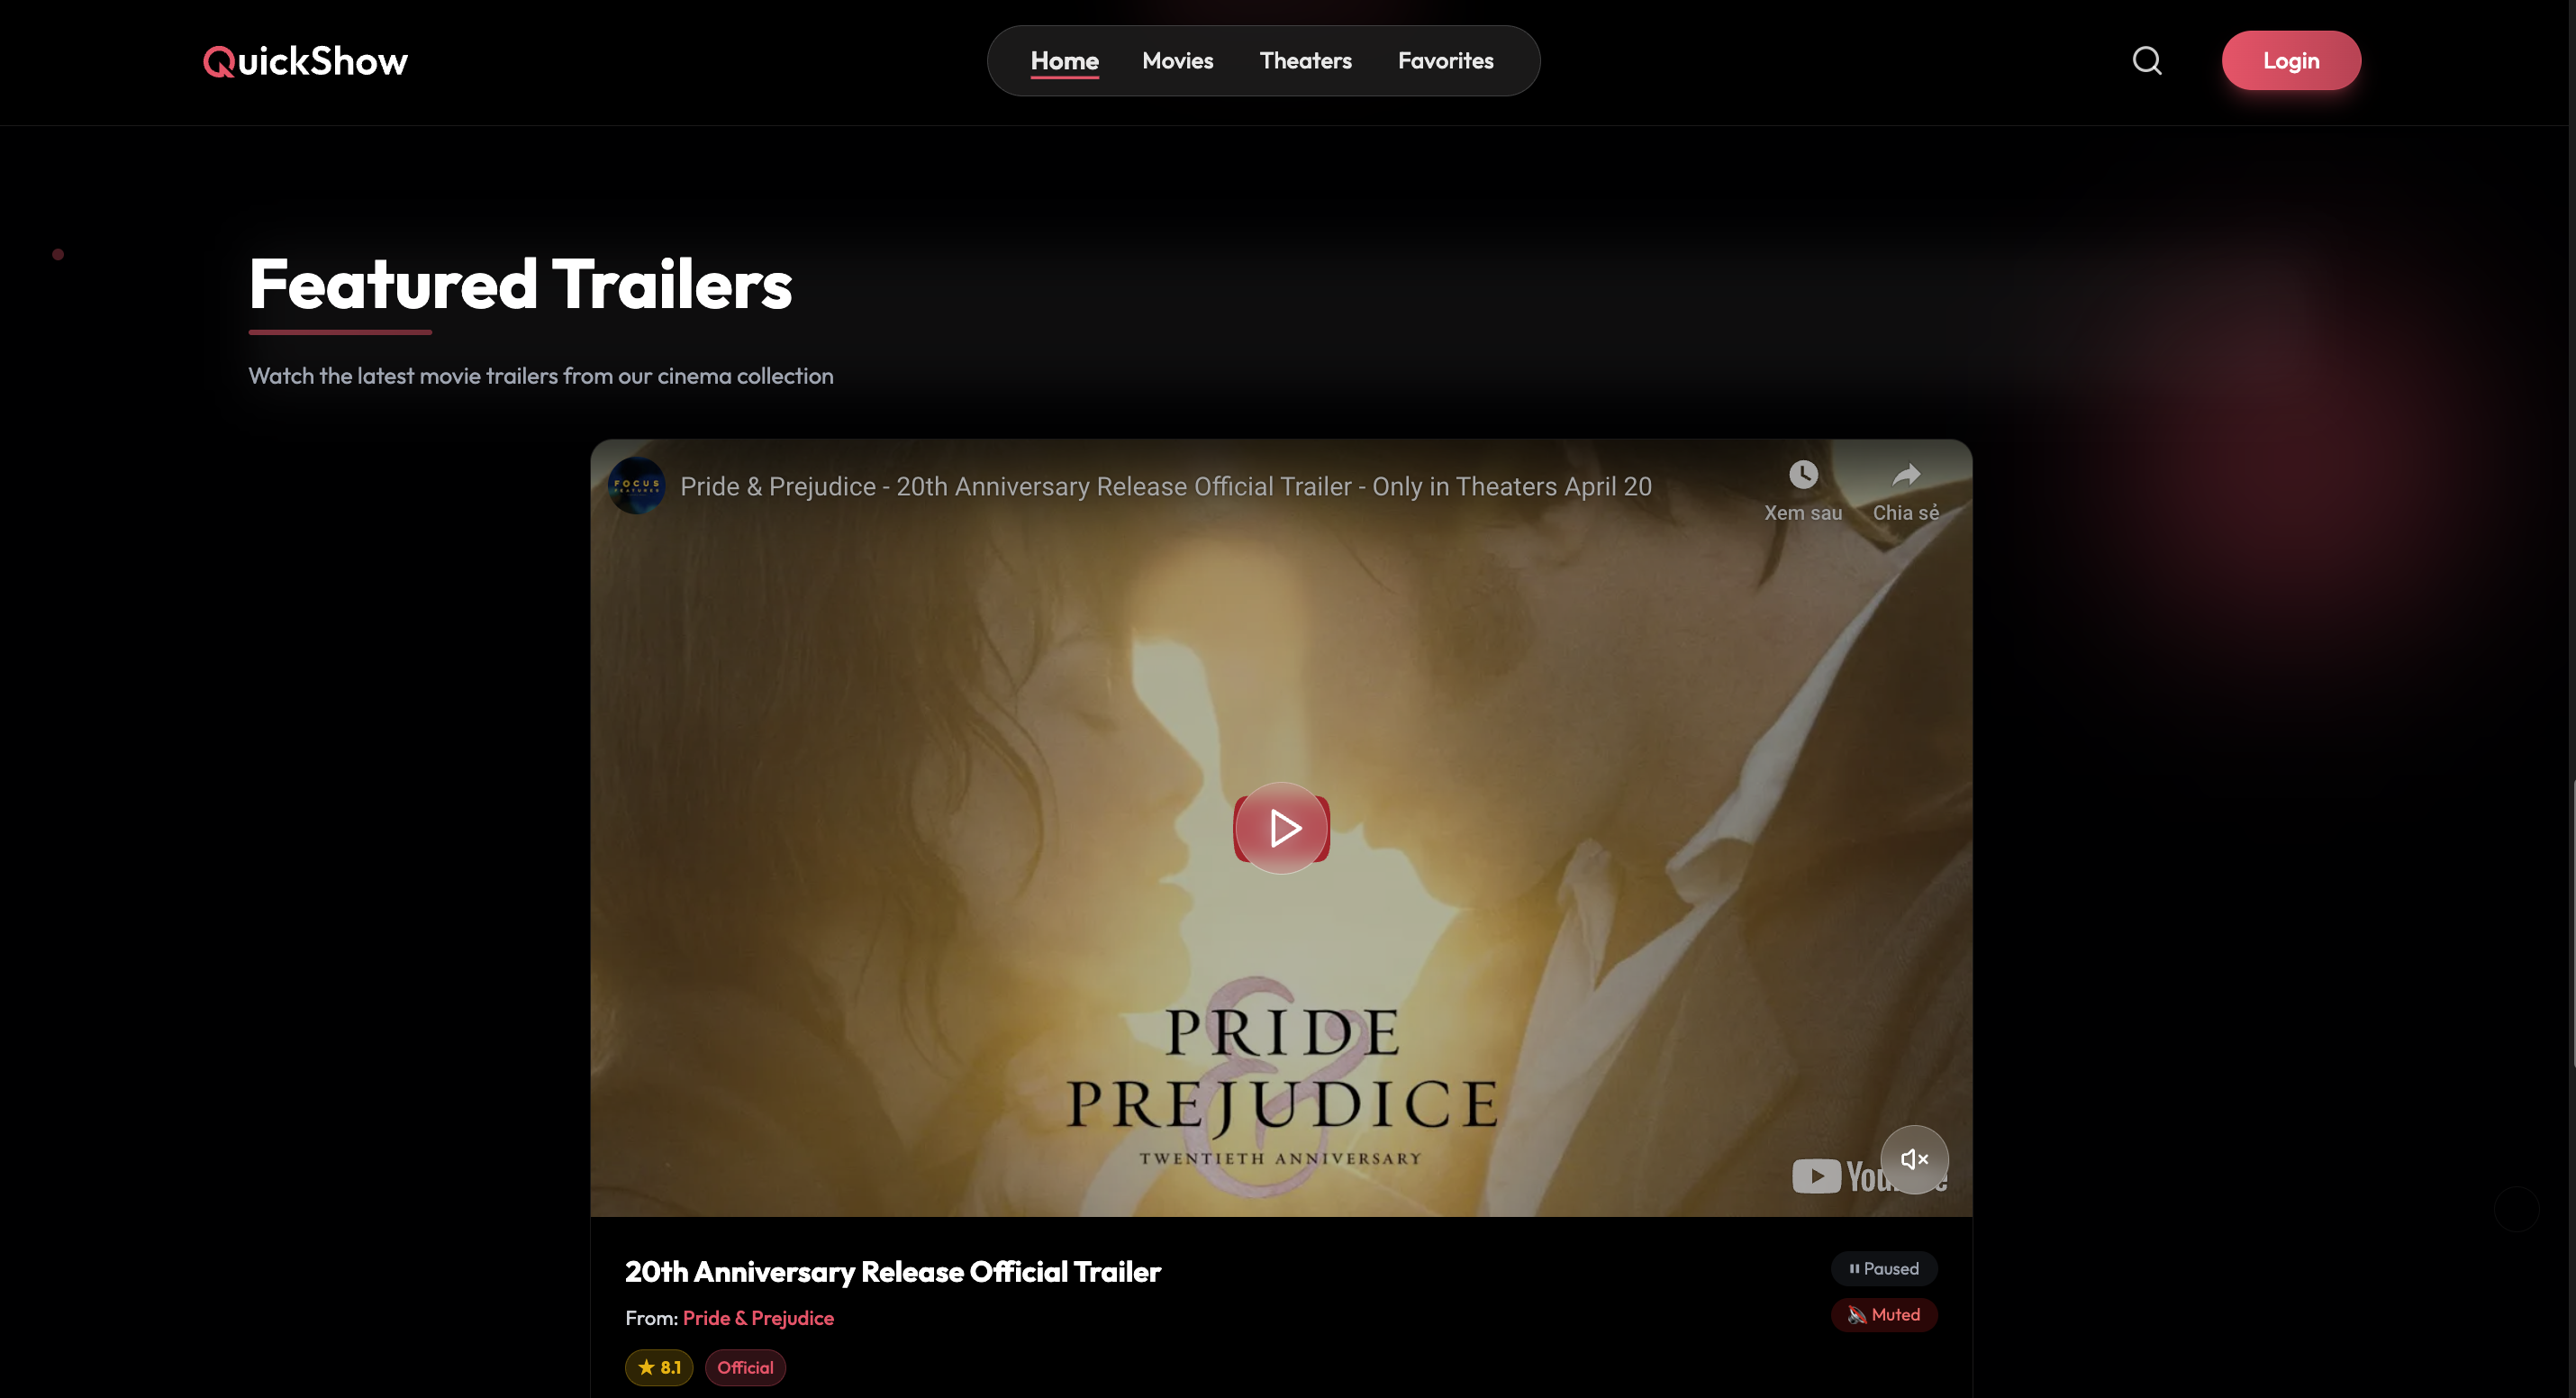 QuickShow
Home Movies Theaters Favorites
Login
Featured Trailers
Watch the latest movie trailers from our cinema collection
FOCUS
FEATURES
Pride & Prejudice - 20th Anniversary Release Official Trailer - Only in Theaters April 20
Xem sau
Chia sẻ
PRIDE
&
PREJUDICE
TWENTIETH ANNIVERSARY
20th Anniversary Release Official Trailer
Paused
From: Pride & Prejudice
Muted
★ 8.1
Official